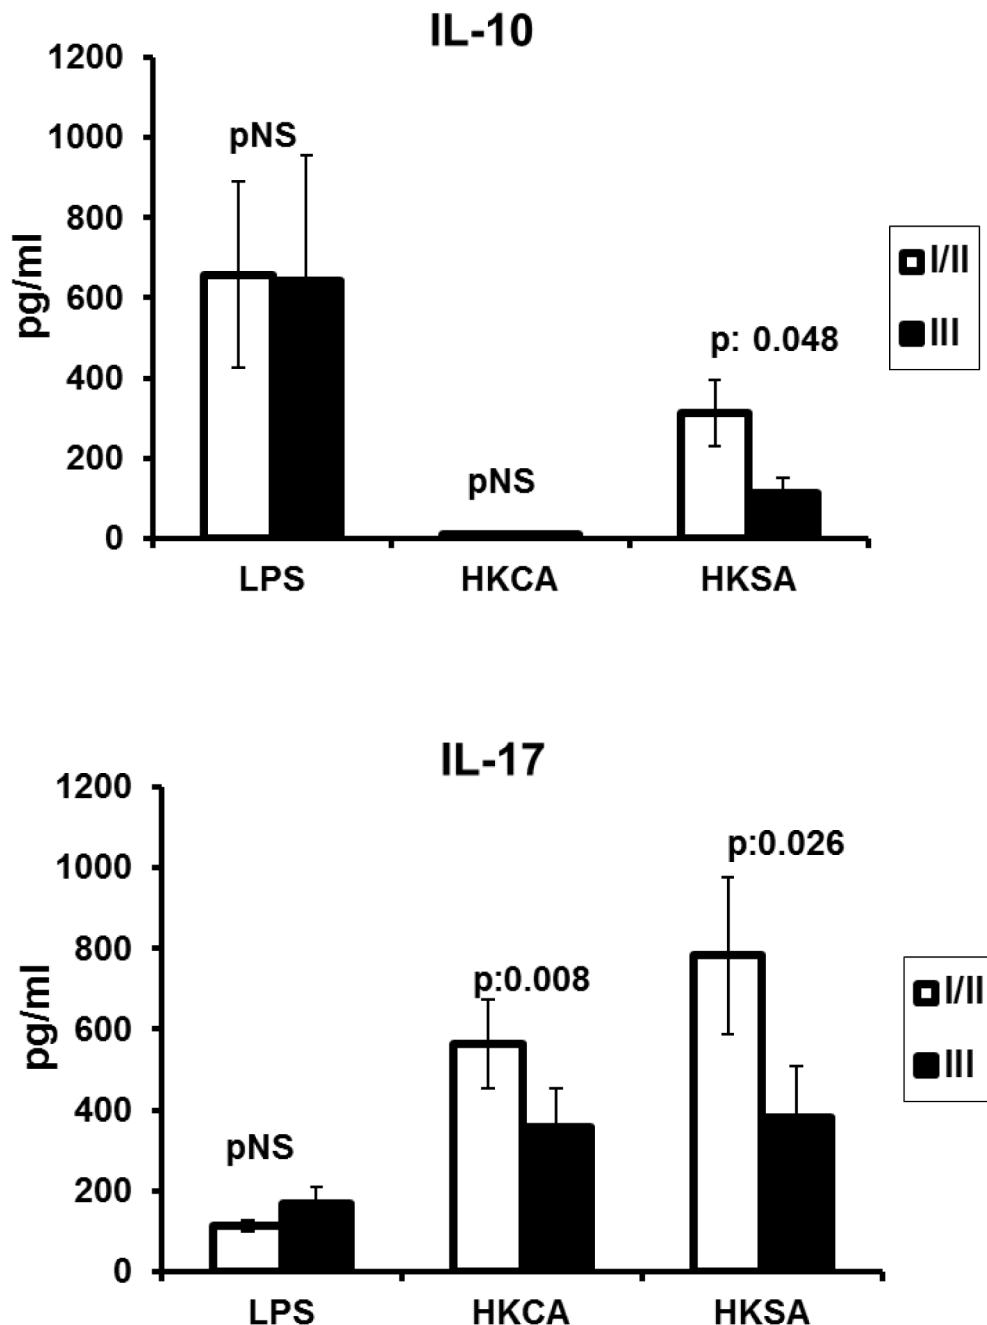 IL-10
1200
1000
800
600
400
200
0
pg/ml
pNS
pNS
p: 0.048
LPS
HKCA
HKSA
I/II
III
IL-17
1200
1000
800
600
400
200
0
pg/ml
pNS
p:0.008
p:0.026
LPS
HKCA
HKSA
I/II
III